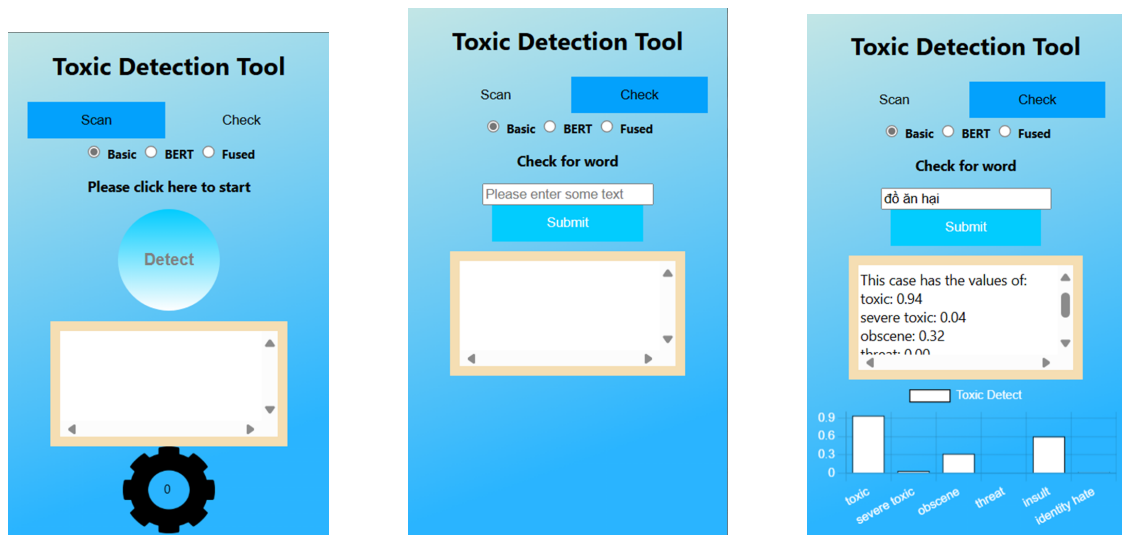 Toxic Detection Tool
Scan Check
Basic BERT Fused
Please click here to start
Detect
0
Toxic Detection Tool
Scan Check
Basic BERT Fused
Check for word
Please enter some text
Submit
Toxic Detection Tool
Scan Check
Basic BERT Fused
Check for word
đồ ăn hại
Submit
This case has the values of:
toxic: 0.94
severe toxic: 0.04
obscene: 0.32
threat: 0.00
Toxic Detect
0.9
0.6
0.3
0
toxic severe toxic obscene threat insult identity hate